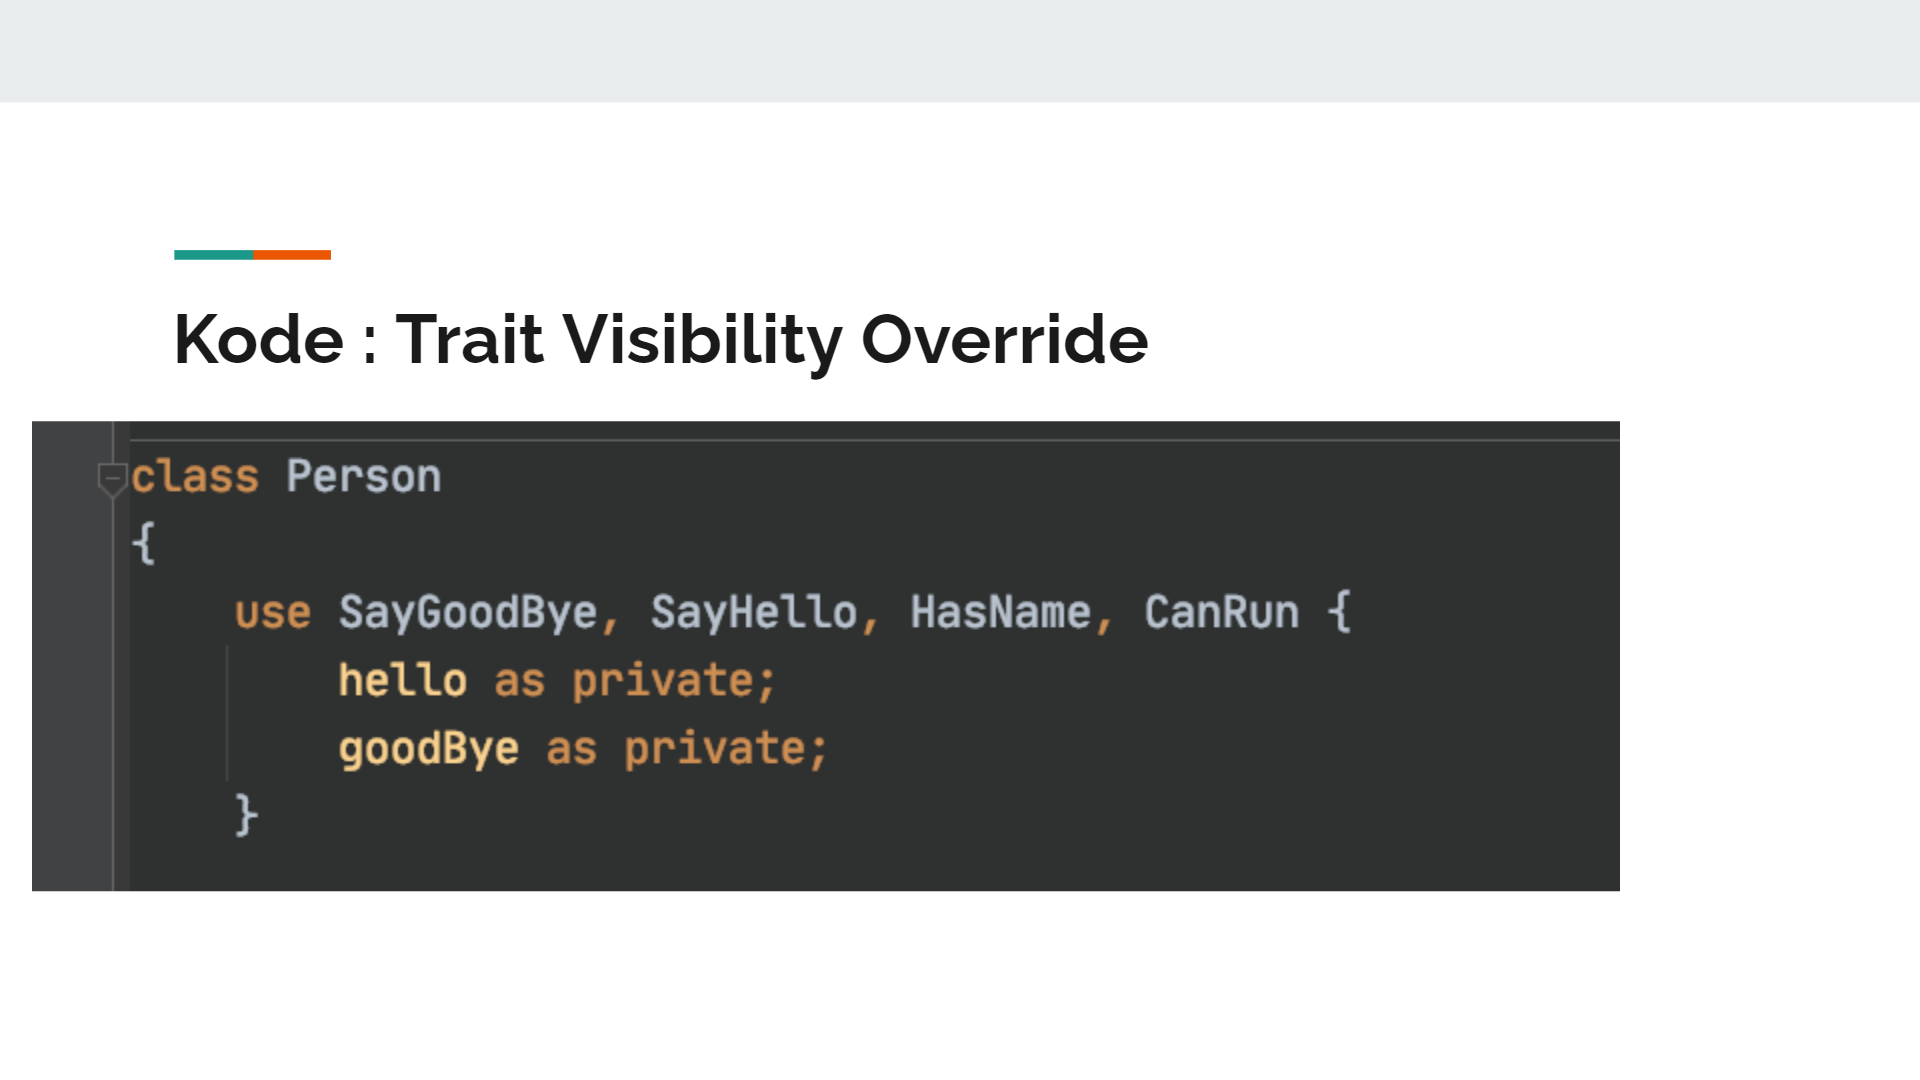 Kode : Trait Visibility Override
class Person
{
use SayGoodBye, SayHello, HasName, CanRun {
hello as private;
goodBye as private;
}